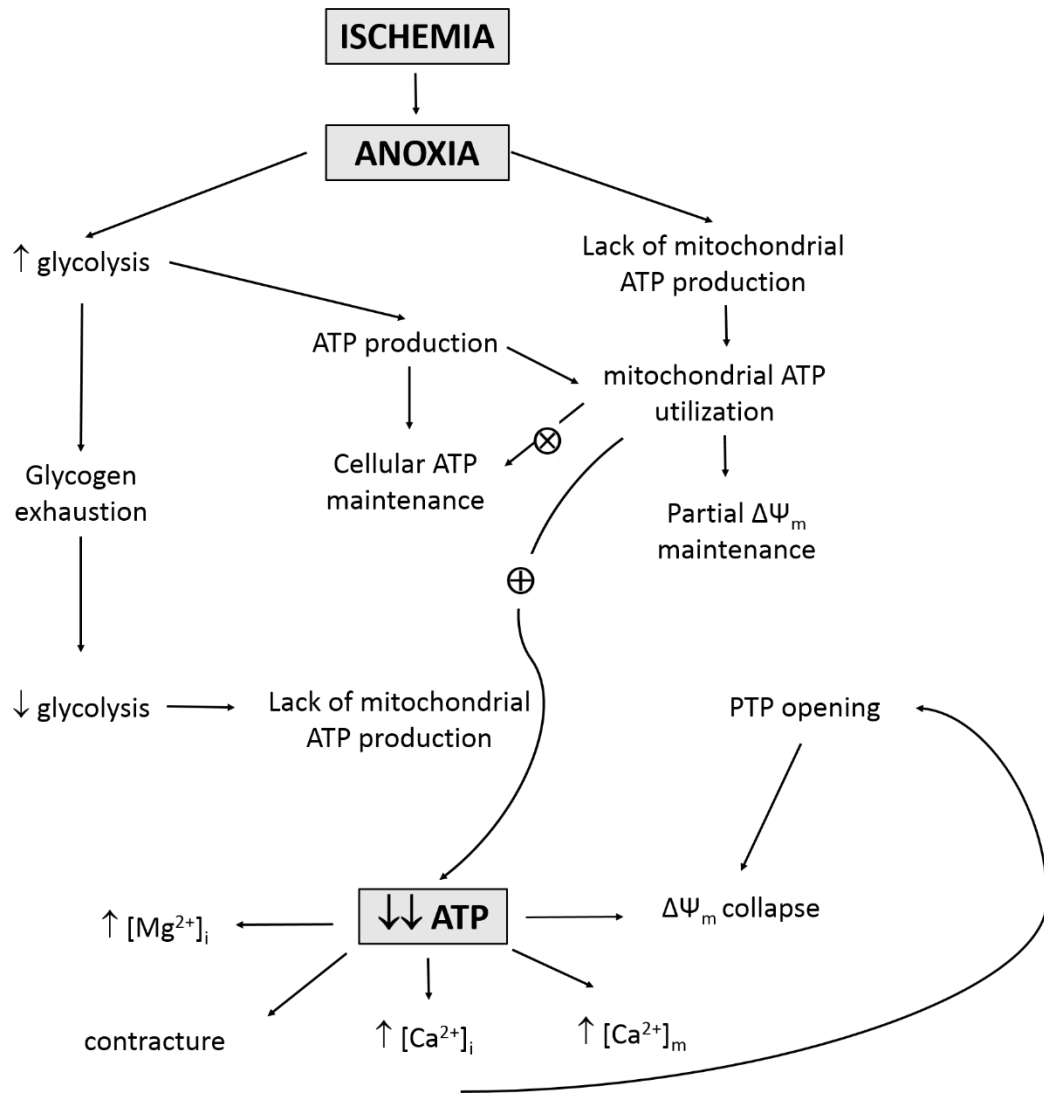 ISCHEMIA
ANOXIA
↑ glycolysis
Lack of mitochondrial
ATP production
ATP production
mitochondrial ATP
utilization
Glycogen
exhaustion
Cellular ATP
maintenance
Partial ΔΨₘ
maintenance
↓ glycolysis
Lack of mitochondrial
ATP production
PTP opening
↓↓ ATP
ΔΨₘ collapse
↑ [Mg²⁺]ᵢ
contracture
↑ [Ca²⁺]ᵢ
↑ [Ca²⁺]ₘ